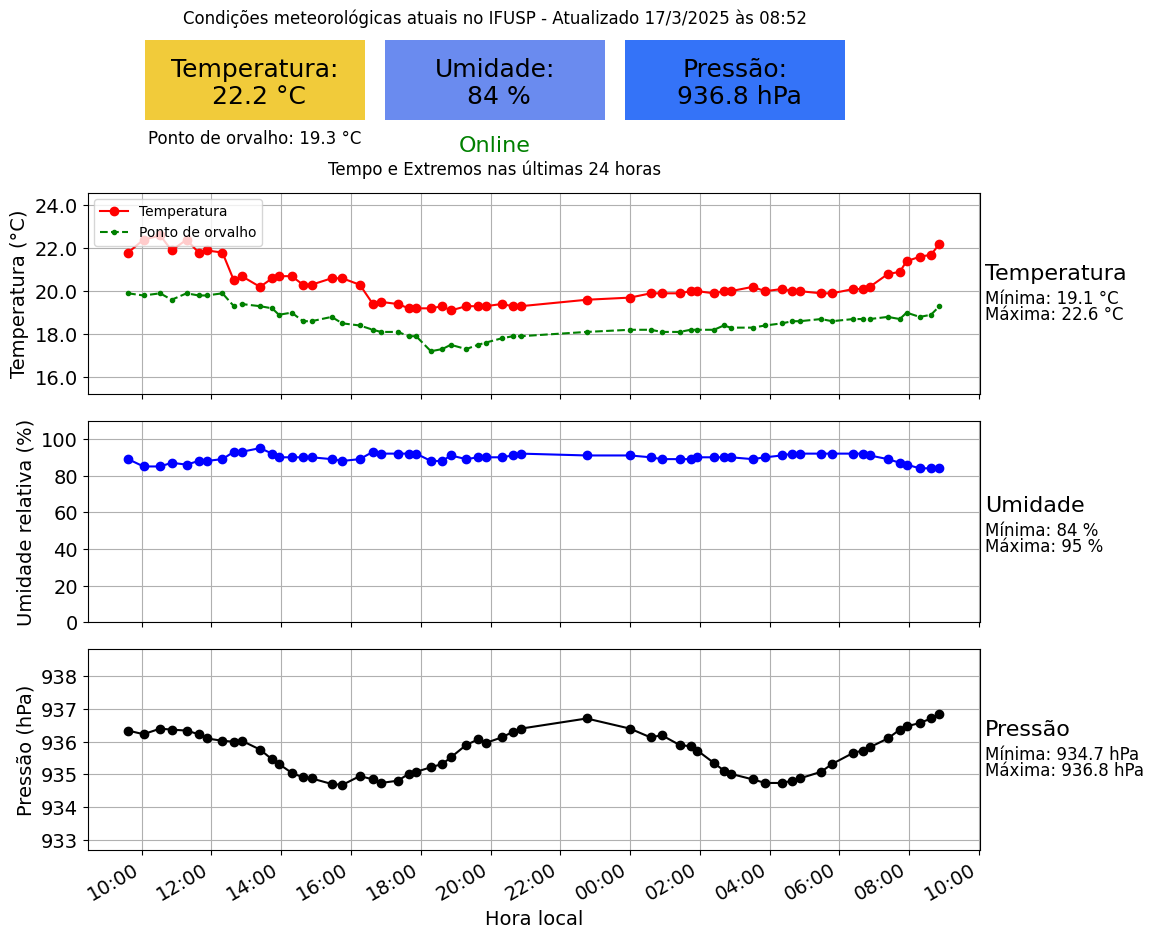 Condições meteorológicas atuais no IFUSP - Atualizado 17/3/2025 às 08:52
Temperatura:
22.2 °C
Umidade:
84 %
Pressão:
936.8 hPa
Ponto de orvalho: 19.3 °C
Online
Tempo e Extremos nas últimas 24 horas
Temperatura (°C)
24.0
22.0
20.0
18.0
16.0
Temperatura
Ponto de orvalho
Temperatura
Mínima: 19.1 °C
Máxima: 22.6 °C
Umidade relativa (%)
100
80
60
40
20
0
Umidade
Mínima: 84 %
Máxima: 95 %
Pressão (hPa)
938
937
936
935
934
933
Pressão
Mínima: 934.7 hPa
Máxima: 936.8 hPa
10:00
12:00
14:00
16:00
18:00
20:00
22:00
00:00
02:00
04:00
06:00
08:00
10:00
Hora local